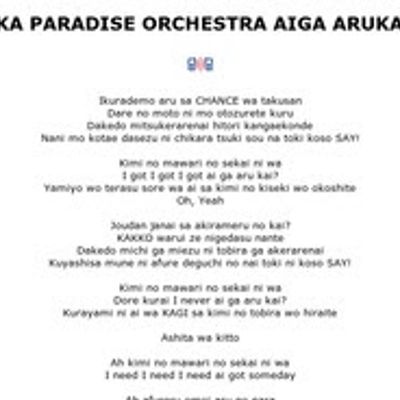 KA PARADISE ORCHESTRA AIGA ARUKA
Ikurademo aru sa CHANCE wa takusan
Dare no moto ni mo otozurete kuru
Dakedo mitsukerarenai hitori kangaekonde
Nani mo kotae dasezu ni chikara tsuki sou na toki koso SAY!
Kimi no mawari no sekai ni wa
I got I got I got ai ga aru kai?
Yamiyo wo terasu sore wa ai sa kimi no kiseki wo okoshite
Oh, Yeah
Joudan janai sa akirameru no kai?
KAKKO warui ze nigedasu nante
Dakedo michi ga miezu ni tobira ga akerarenai
Kuyashisa mune ni afure deguchi no nai toki ni koso SAY!
Kimi no mawari no sekai ni wa
Dore kurai I never ai ga aru kai?
Kurayami ni ai wa KAGI sa kimi no tobira wo hiraite
Ashita wa kitto
Ah kimi no mawari no sekai ni wa
I need I need I need ai got someday